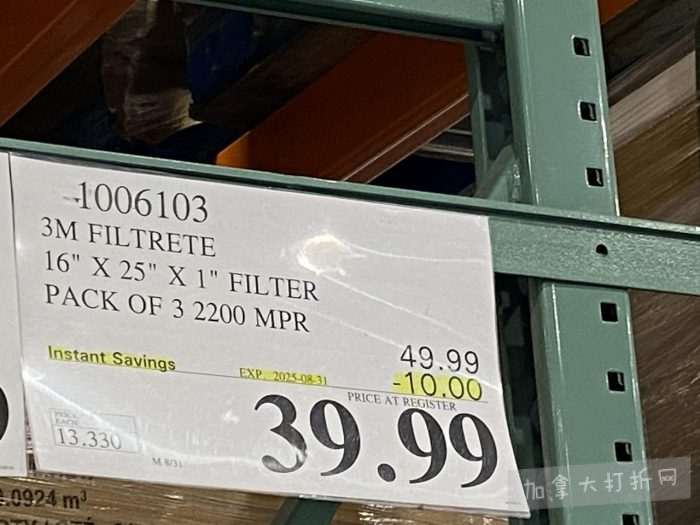 1006103
3M FILTRETE
16" X 25" X 1" FILTER
PACK OF 3 2200 MPR
49.99
Instant Savings EXP. 2025-08-31 -10.00
PRICE AT REGISTER
39.99
PRICE
EACH
13.330
M 8/31
.0924 m³
加拿大打折网